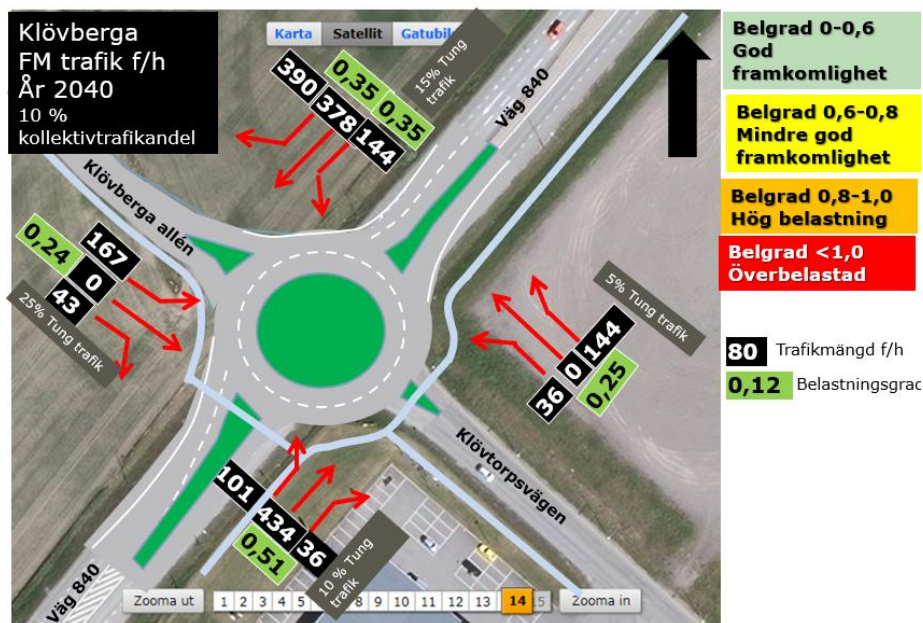 Klövberga
FM trafik f/h
År 2040
10 %
kollektivtrafikandel
Karta
Satellit
Belgrad 0-0,6
God
framkomlighet
Belgrad 0,6-0,8
Mindre god
framkomlighet
Belgrad 0,8-1,0
Hög belastning
Belgrad <1,0
Överbelastad
80 Trafikmängd f/h
0,12 Belastningsgrad
390 378 144
0,35 0,35
15% Tung
trafik
Väg 840
Klövberga allén
0,24
167
0
43
25% Tung trafik
5% Tung trafik
36 0 144
0,25
Klövtorpsvägen
101 434 36
0,51
10 % Tung
trafik
Väg 840
Zooma ut
1 2 3 4 5 8 9 10 11 12 13 14 15
Zooma in